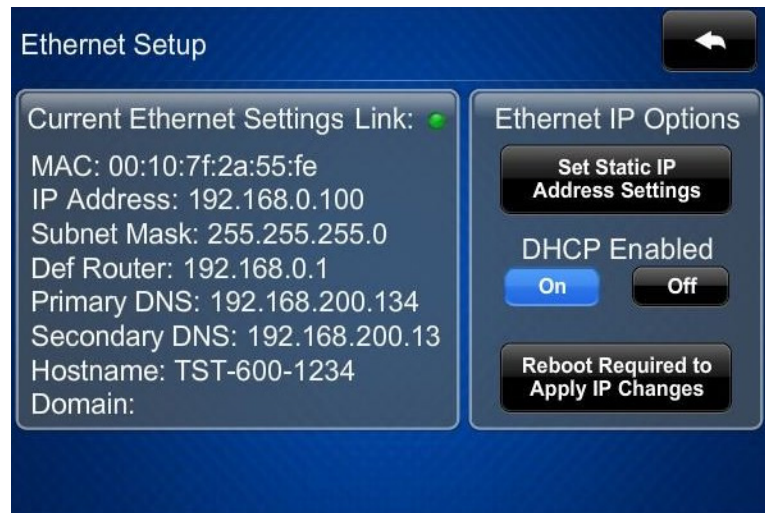 Ethernet Setup
Current Ethernet Settings Link:
MAC: 00:10:7f:2a:55:fe
IP Address: 192.168.0.100
Subnet Mask: 255.255.255.0
Def Router: 192.168.0.1
Primary DNS: 192.168.200.134
Secondary DNS: 192.168.200.13
Hostname: TST-600-1234
Domain:
Ethernet IP Options
Set Static IP
Address Settings
DHCP Enabled
On Off
Reboot Required to
Apply IP Changes